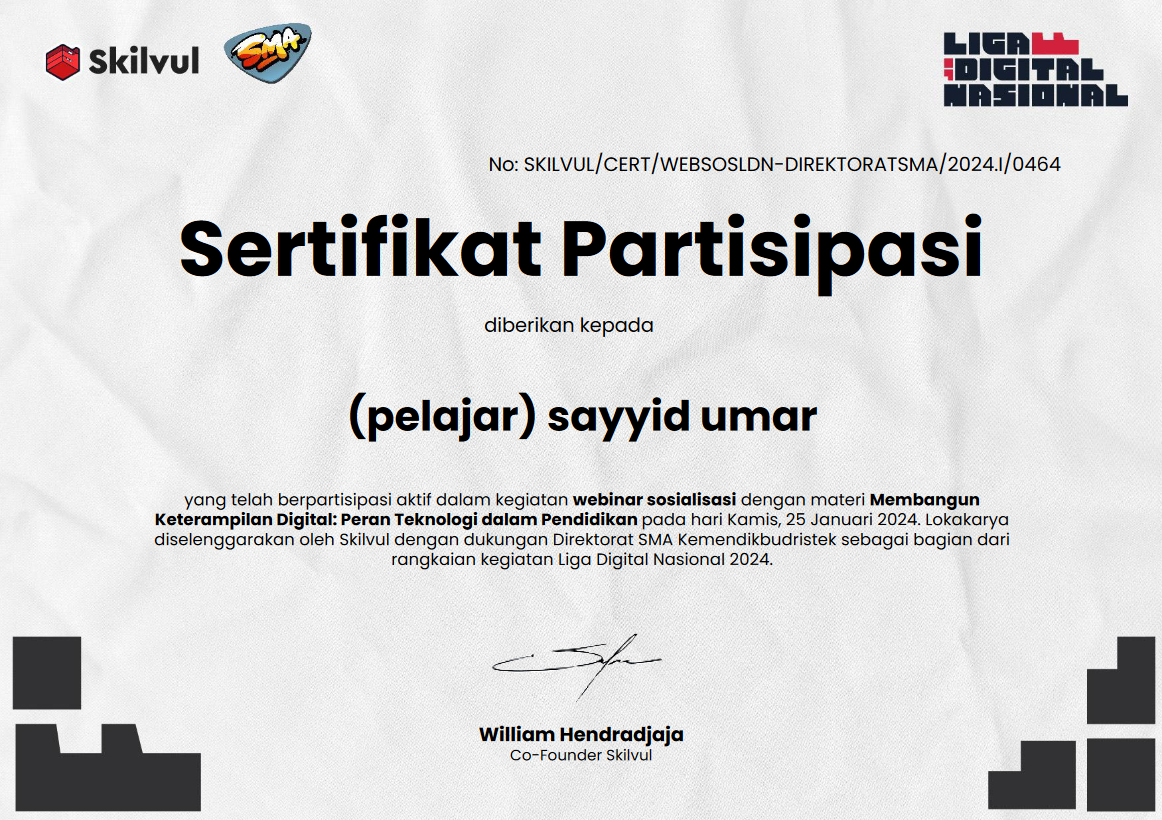 Skilvul
SMA
LIGA
DIGITAL
NASIONAL
No: SKILVUL/CERT/WEBSOSLDN-DIREKTORATSMA/2024.I/0464
Sertifikat Partisipasi
diberikan kepada
(pelajar) sayyid umar
yang telah berpartisipasi aktif dalam kegiatan webinar sosialisasi dengan materi Membangun
Keterampilan Digital: Peran Teknologi dalam Pendidikan pada hari Kamis, 25 Januari 2024. Lokakarya
diselenggarakan oleh Skilvul dengan dukungan Direktorat SMA Kemendikbudristek sebagai bagian dari
rangkaian kegiatan Liga Digital Nasional 2024.
William Hendradjaja
Co-Founder Skilvul